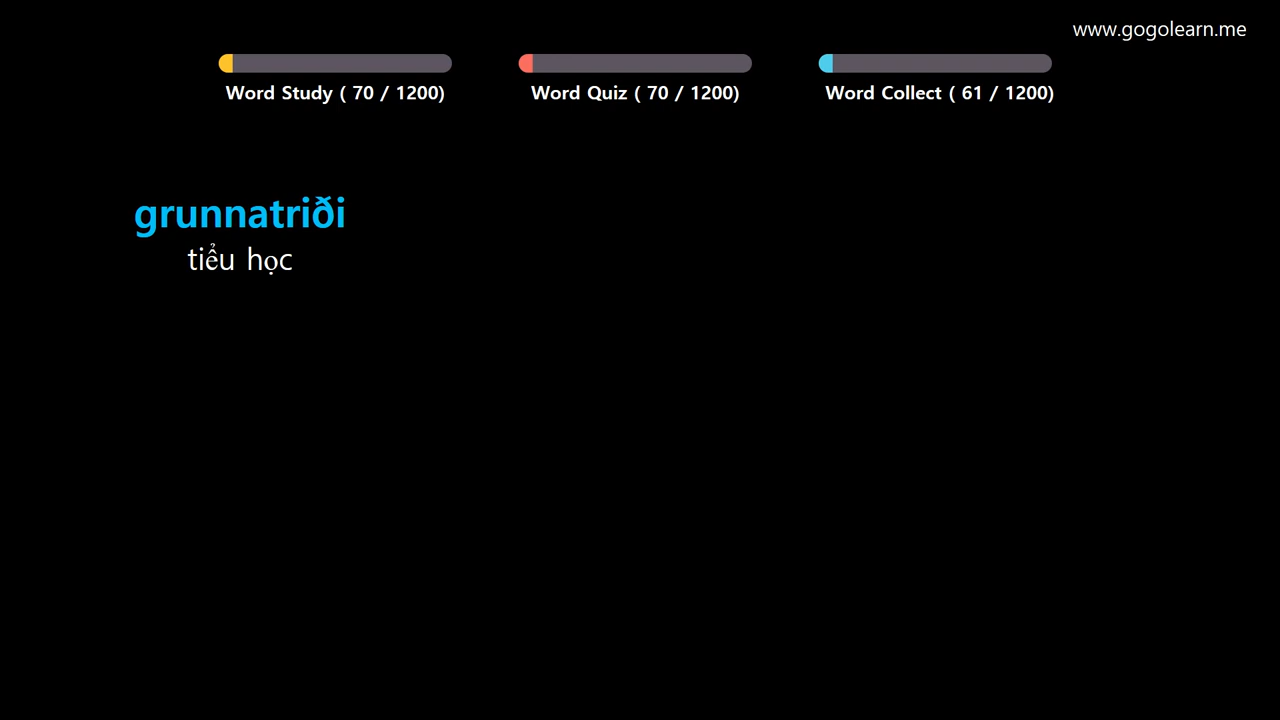 www.gogolearn.me
Word Study ( 70 / 1200)
Word Quiz ( 70 / 1200)
Word Collect ( 61 / 1200)
grunnatriði
tiểu học